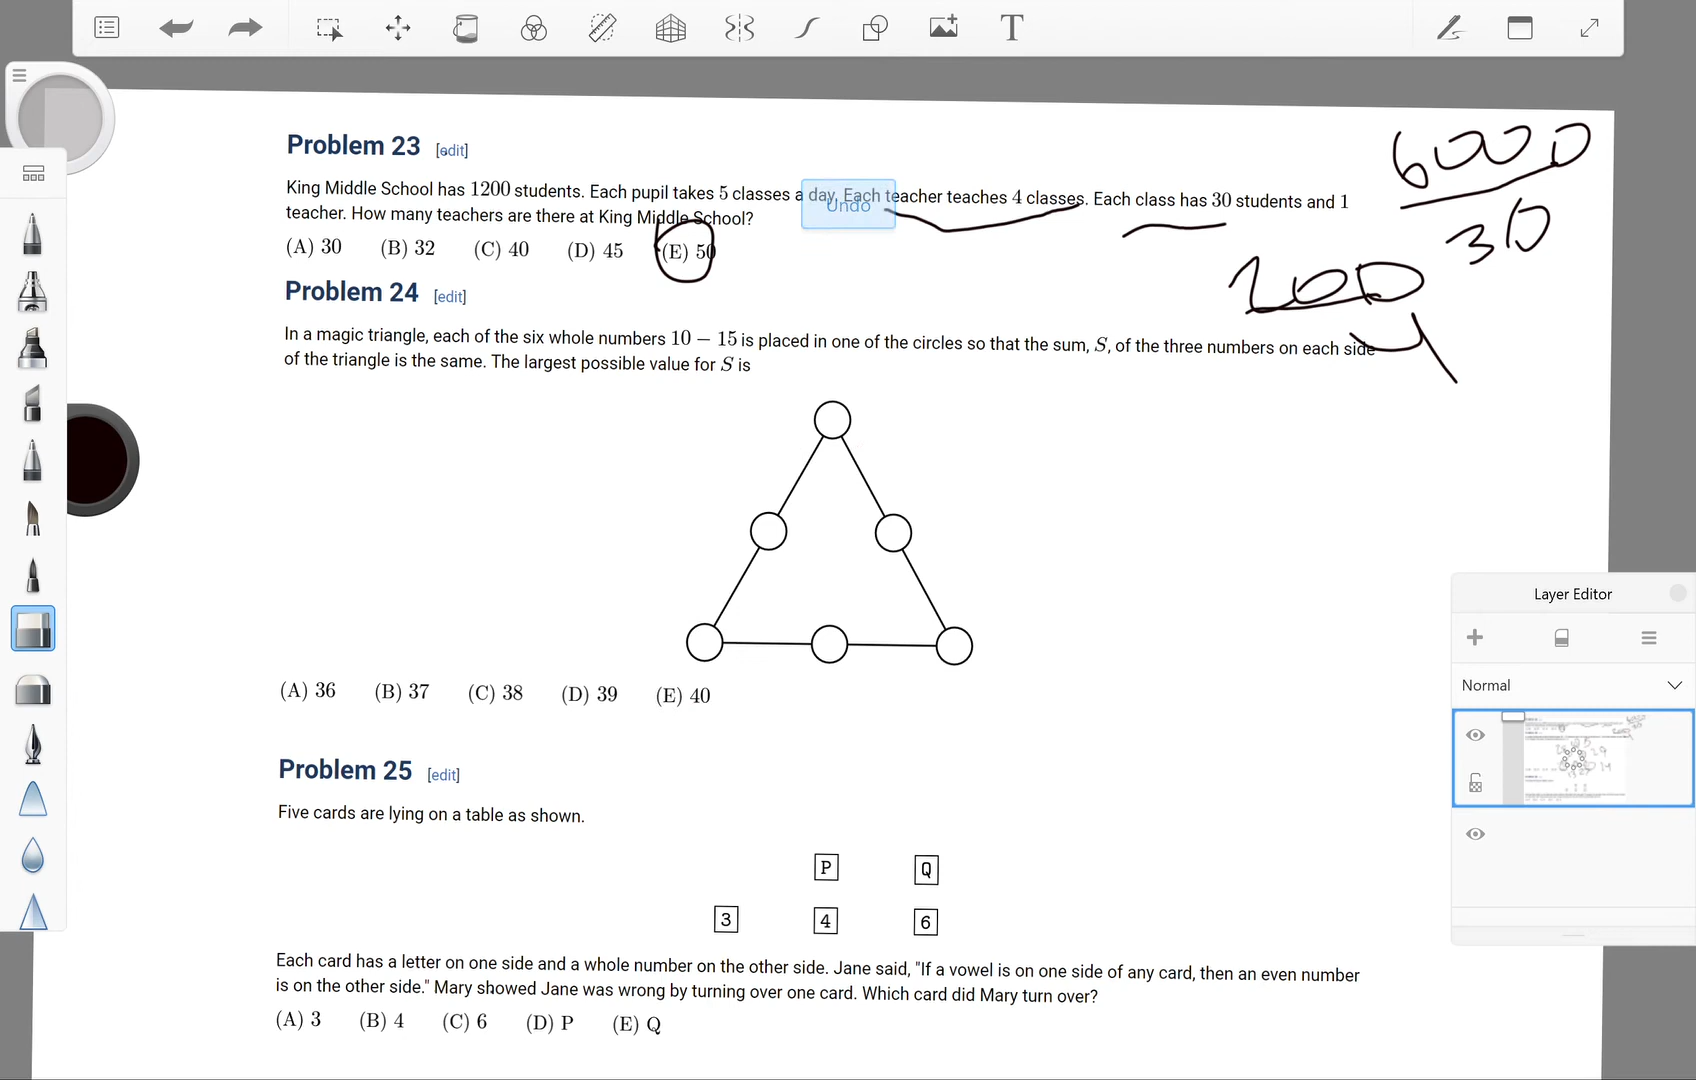 T
Problem 23 [edit]
King Middle School has 1200 students. Each pupil takes 5 classes a day. Each teacher teaches 4 classes. Each class has 30 students and 1
teacher. How many teachers are there at King Middle School?
Undo
(A) 30 (B) 32 (C) 40 (D) 45 (E) 50
6000
30
200
4
Problem 24 [edit]
In a magic triangle, each of the six whole numbers 10 − 15 is placed in one of the circles so that the sum, S, of the three numbers on each side
of the triangle is the same. The largest possible value for S is
(A) 36 (B) 37 (C) 38 (D) 39 (E) 40
Problem 25 [edit]
Five cards are lying on a table as shown.
P Q
3 4 6
Each card has a letter on one side and a whole number on the other side. Jane said, "If a vowel is on one side of any card, then an even number
is on the other side." Mary showed Jane was wrong by turning over one card. Which card did Mary turn over?
(A) 3 (B) 4 (C) 6 (D) P (E) Q
Layer Editor
Normal